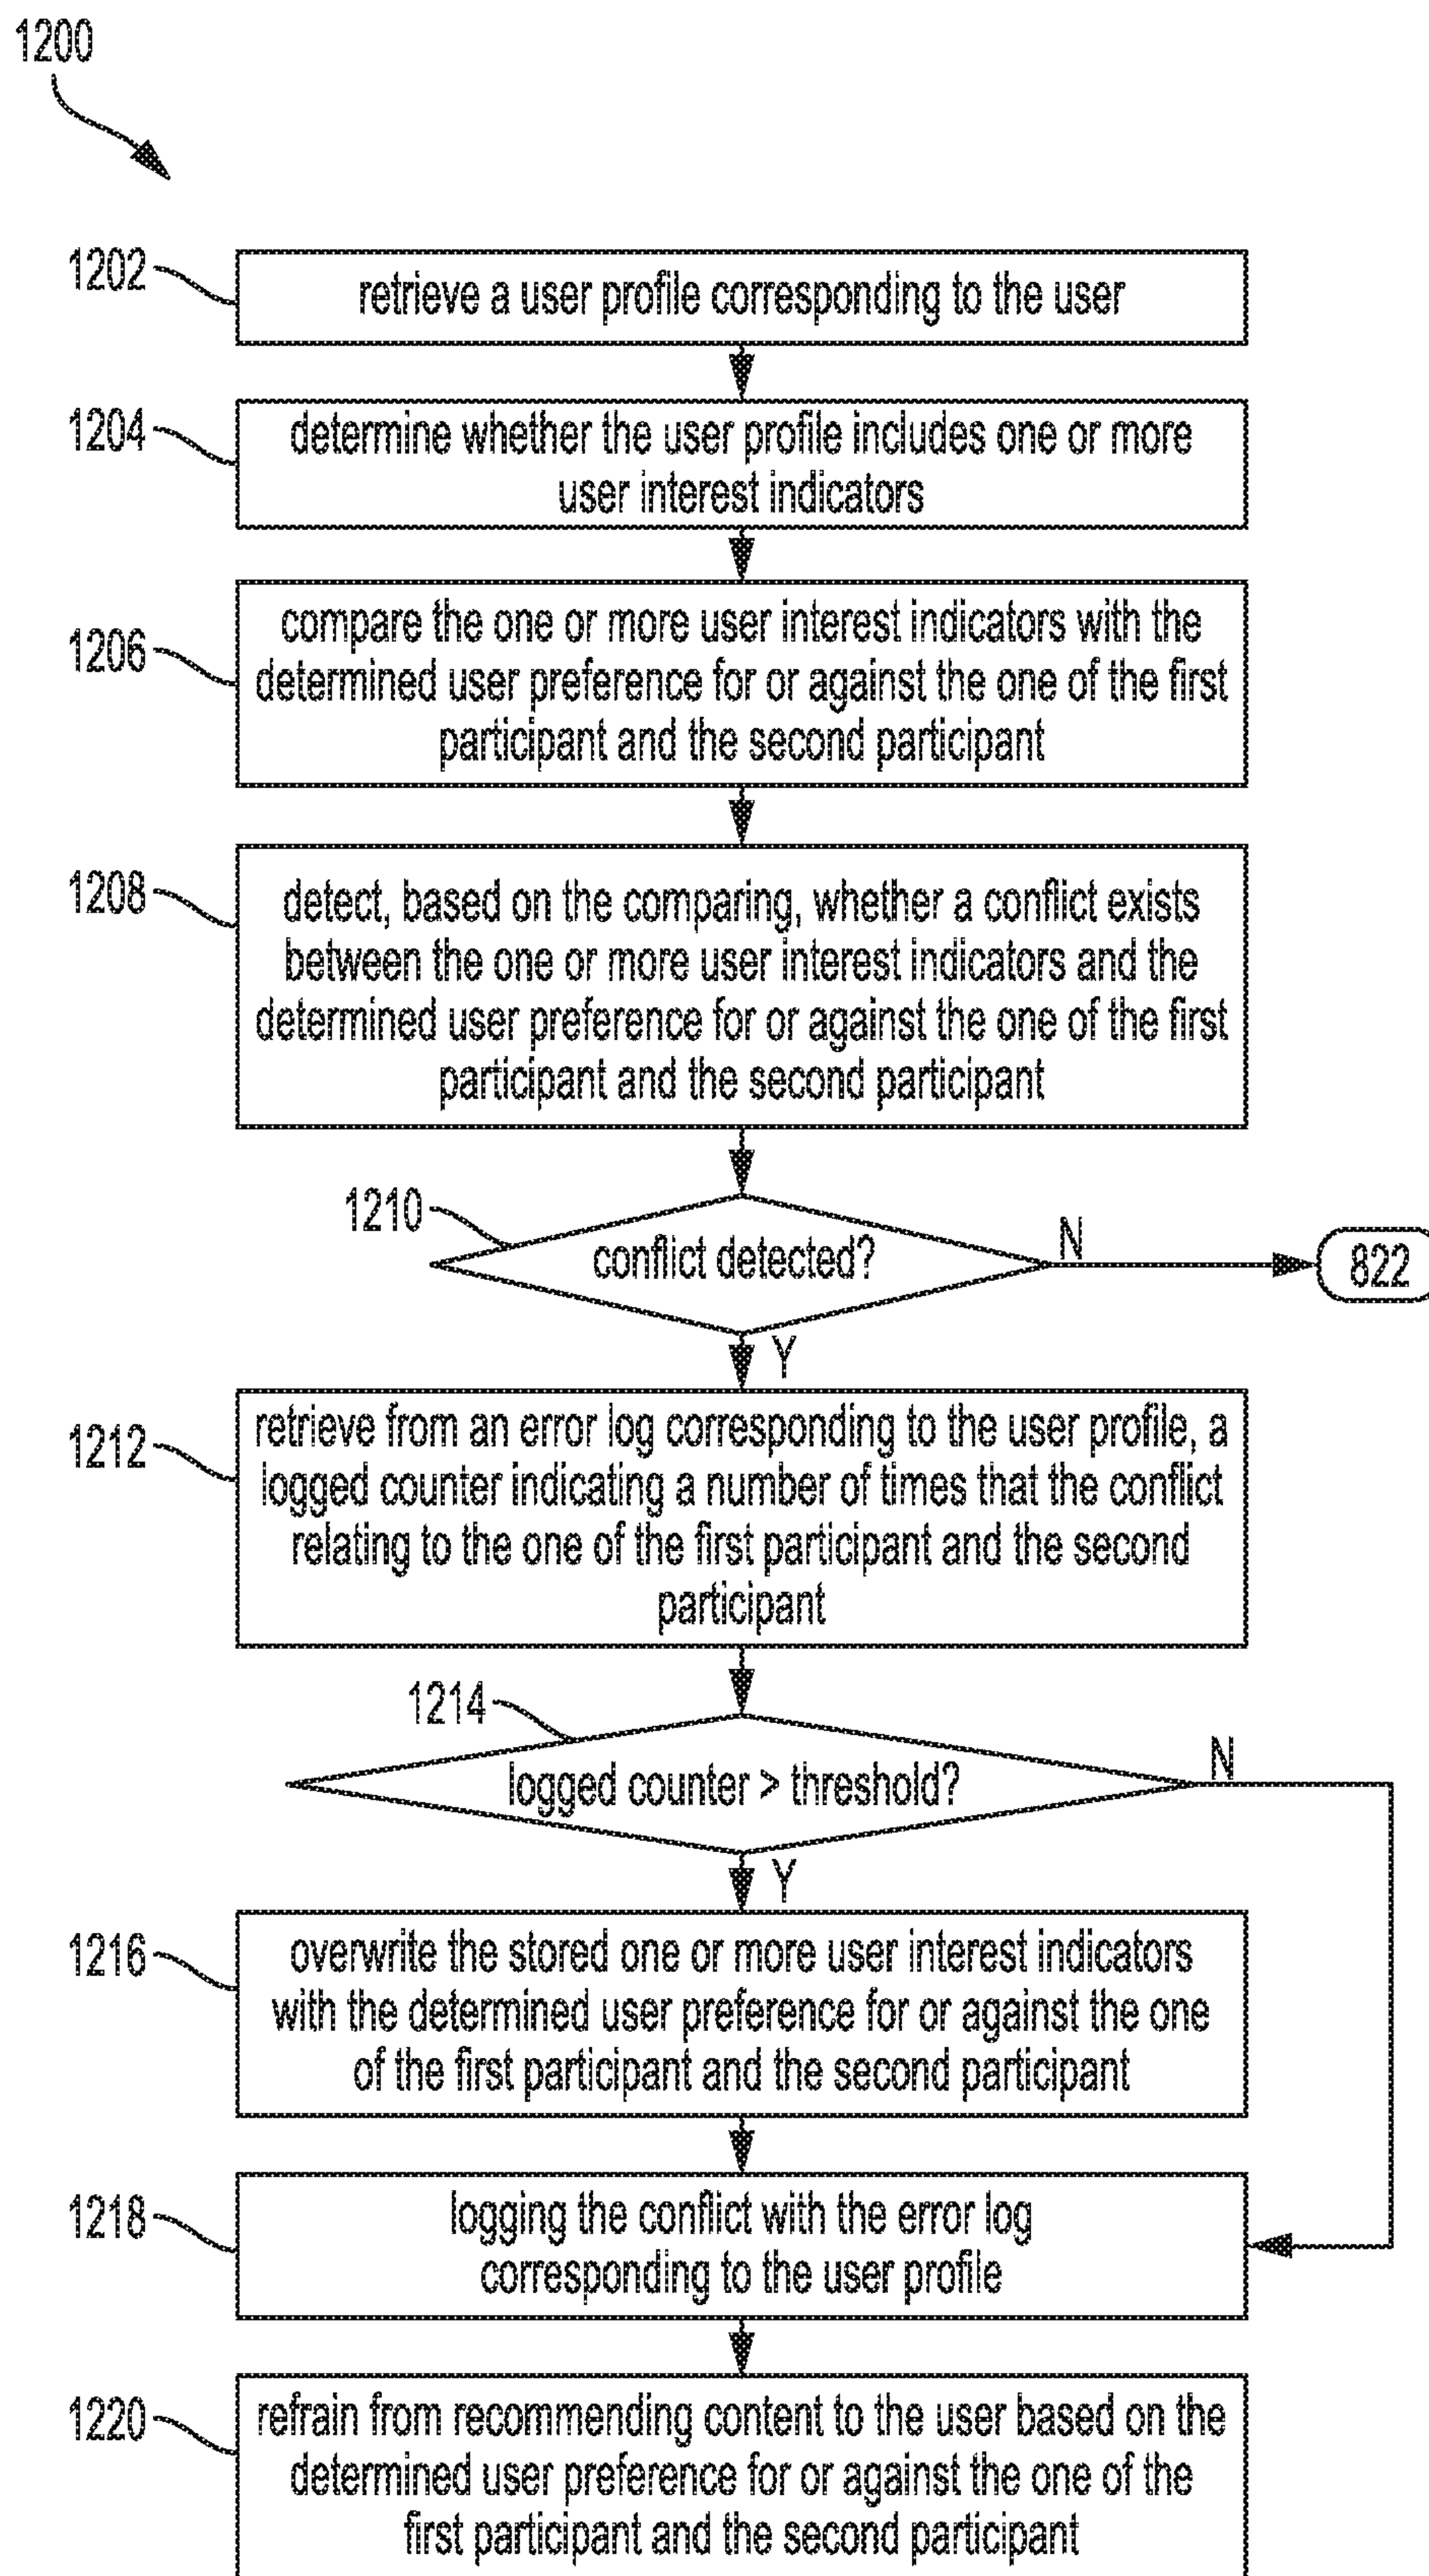 1200
1202
retrieve a user profile corresponding to the user
1204
determine whether the user profile includes one or more
user interest indicators
1206
compare the one or more user interest indicators with the
determined user preference for or against the one of the first
participant and the second participant
1208
detect, based on the comparing, whether a conflict exists
between the one or more user interest indicators and the
determined user preference for or against the one of the first
participant and the second participant
1210
conflict detected?
N
822
Y
1212
retrieve from an error log corresponding to the user profile, a
logged counter indicating a number of times that the conflict
relating to the one of the first participant and the second
participant
1214
logged counter > threshold?
N
Y
1216
overwrite the stored one or more user interest indicators
with the determined user preference for or against the one
of the first participant and the second participant
1218
logging the conflict with the error log
corresponding to the user profile
1220
refrain from recommending content to the user based on the
determined user preference for or against the one of the
first participant and the second participant